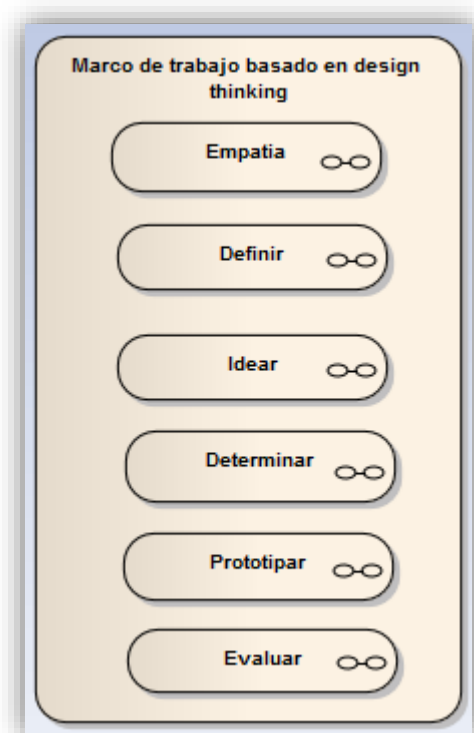 Marco de trabajo basado en design
thinking
Empatia
Definir
Idear
Determinar
Prototipar
Evaluar